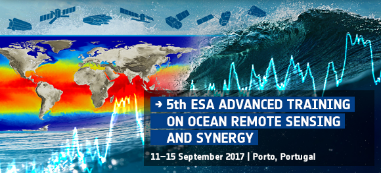 → 5th ESA ADVANCED TRAINING
ON OCEAN REMOTE SENSING
AND SYNERGY
11–15 September 2017 | Porto, Portugal